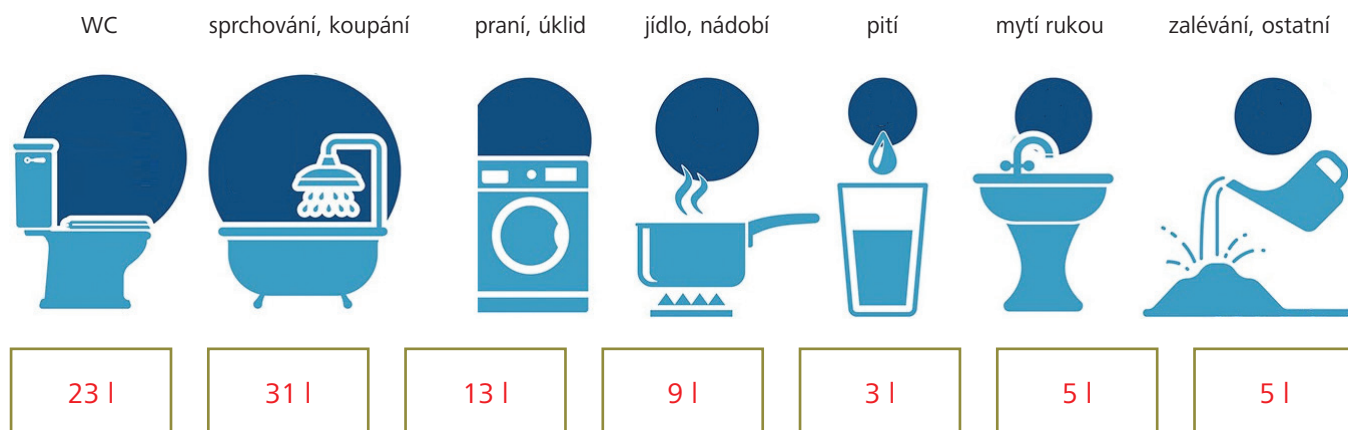 WC sprchování, koupání praní, úklid jídlo, nádobí pití mytí rukou zalévání, ostatní
23 l 31 l 13 l 9 l 3 l 5 l 5 l